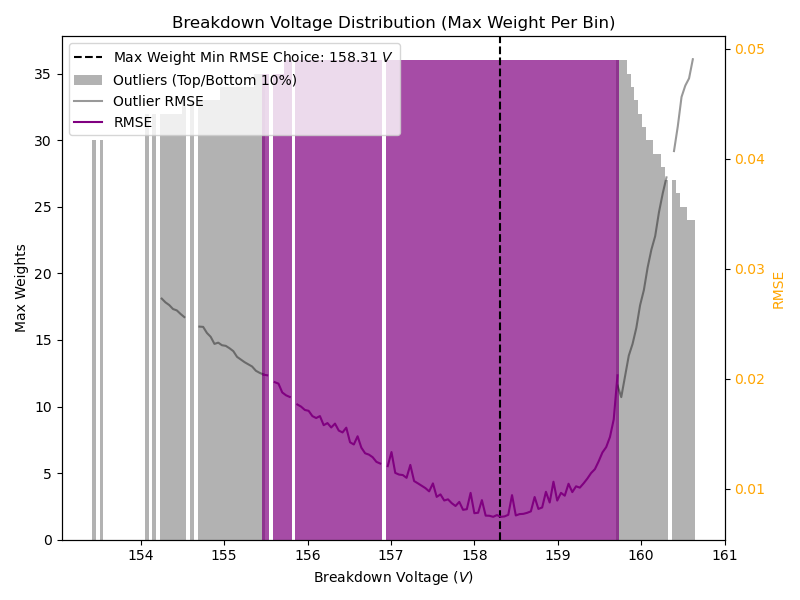 Breakdown Voltage Distribution (Max Weight Per Bin)
Max Weight Min RMSE Choice: 158.31 V
Outliers (Top/Bottom 10%)
Outlier RMSE
RMSE
Max Weights
35
30
25
20
15
10
5
0
0.05
0.04
0.03
0.02
0.01
RMSE
154 155 156 157 158 159 160 161
Breakdown Voltage (V)